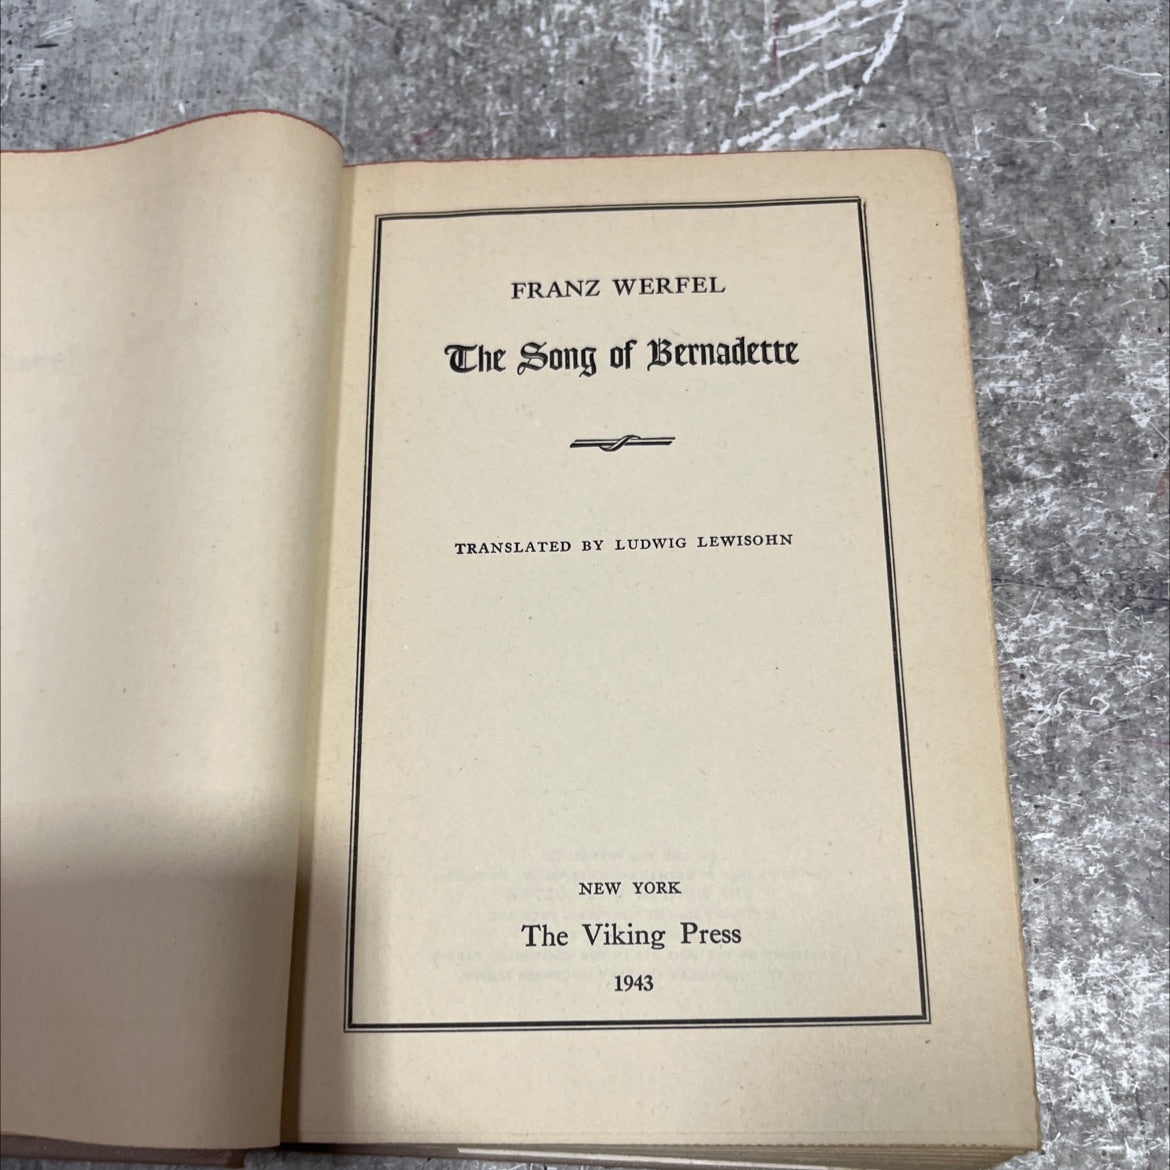 FRANZ WERFEL
The Song of Bernadette
TRANSLATED BY LUDWIG LEWISOHN
NEW YORK
The Viking Press
1943